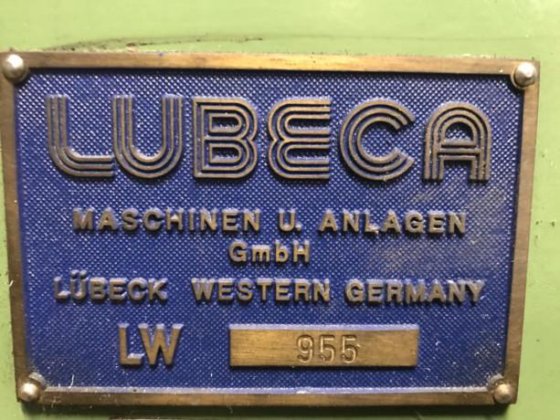 LUBECA
MASCHINEN U. ANLAGEN
GmbH
LÜBECK WESTERN GERMANY
LW 955